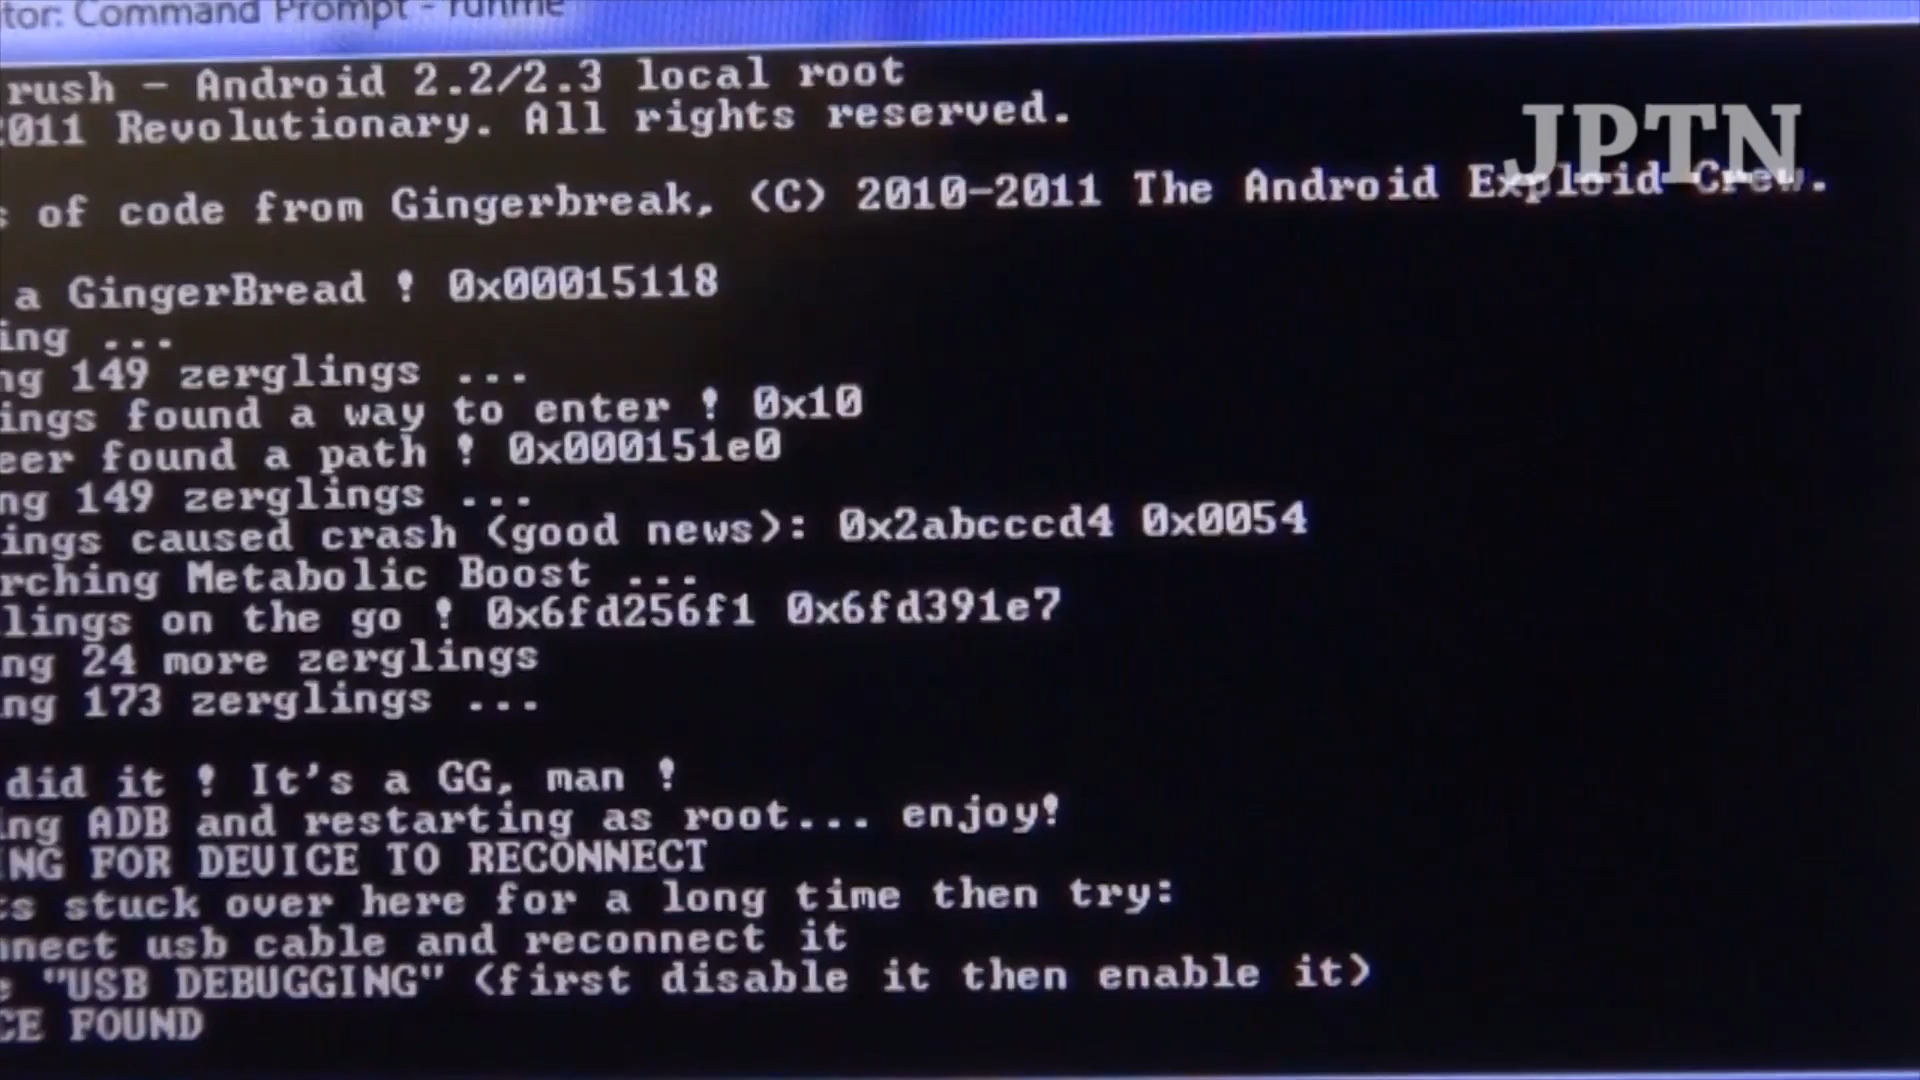 tor: Command Prompt - runme
rush - Android 2.2/2.3 local root
2011 Revolutionary. All rights reserved.
JPTN
s of code from Gingerbreak, (C) 2010-2011 The Android Exploid Crew.
a GingerBread ! 0x00015118
ing ...
ng 149 zerglings ...
ings found a way to enter ! 0x10
eer found a path ! 0x000151e0
ng 149 zerglings ...
ings caused crash (good news): 0x2abcccd4 0x0054
rching Metabolic Boost ...
lings on the go ! 0x6fd256f1 0x6fd391e7
ng 24 more zerglings
ng 173 zerglings ...
did it ! It's a GG, man !
ing ADB and restarting as root... enjoy!
ING FOR DEVICE TO RECONNECT
ts stuck over here for a long time then try:
nnect usb cable and reconnect it
e "USB DEBUGGING" (first disable it then enable it)
CE FOUND